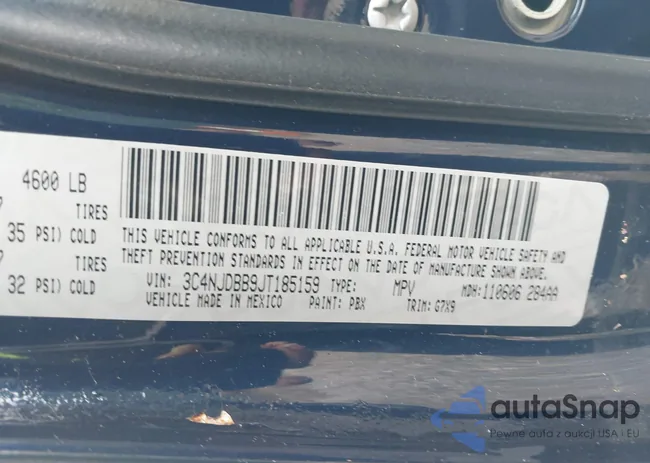 4600 LB
TIRES
35 PSI) COLD
THIS VEHICLE CONFORMS TO ALL APPLICABLE U.S.A. FEDERAL MOTOR VEHICLE SAFETY AND
THEFT PREVENTION STANDARDS IN EFFECT ON THE DATE OF MANUFACTURE SHOWN ABOVE.
TIRES
VIN: 3C4NJDBB9JT185159 TYPE: MPV MDH: 110606 284AA
32 PSI) COLD
VEHICLE MADE IN MEXICO PAINT: PBX TRIM: G7X9
autaSnap
Pewne auta z aukcji USA i EU